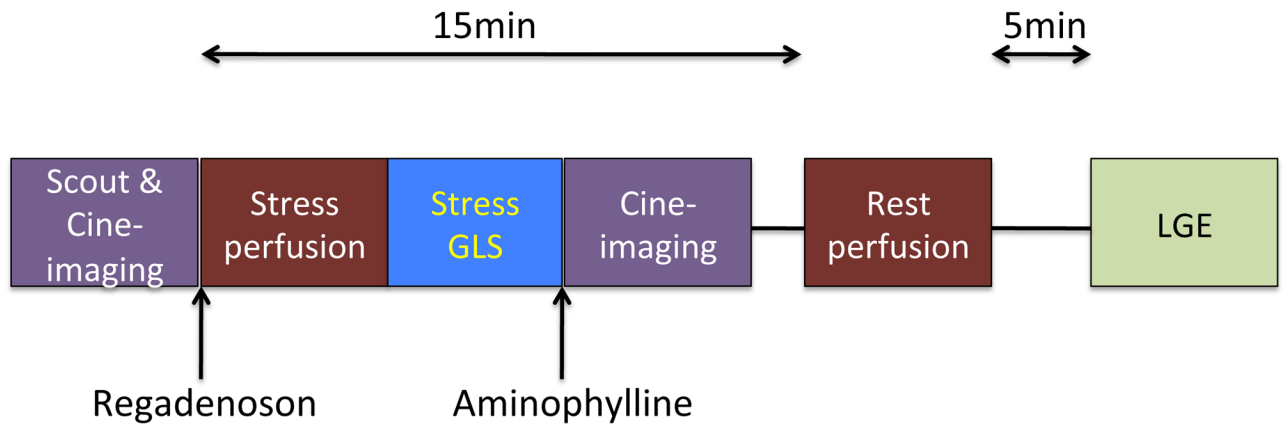 15min
5min
Scout &
Cine-
imaging
Stress
perfusion
Stress
GLS
Cine-
imaging
Rest
perfusion
LGE
Regadenoson
Aminophylline